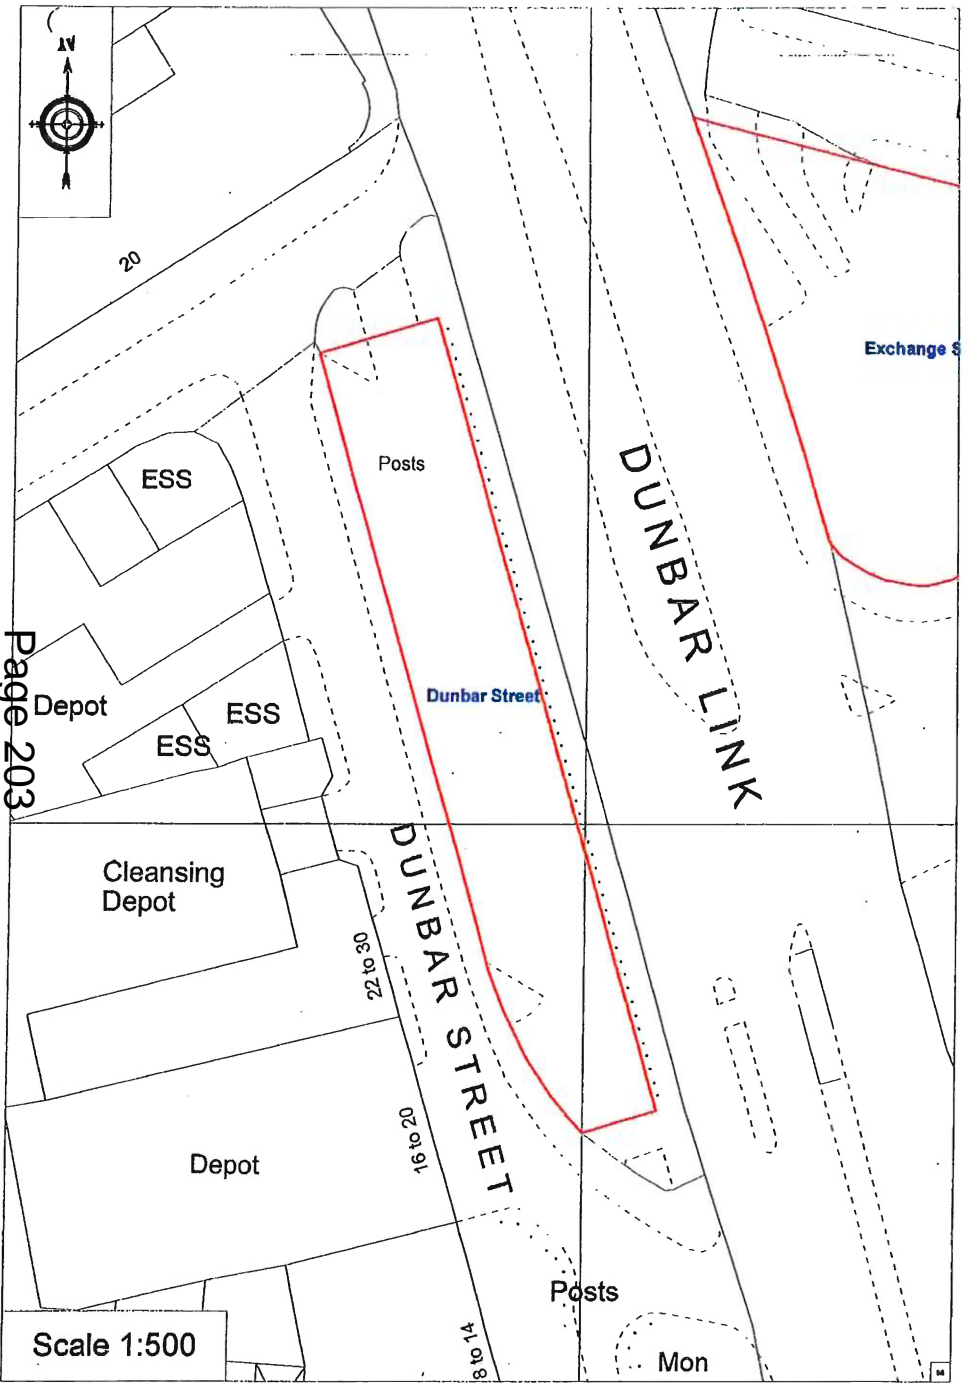 20
Exchange S
ESS
Posts
DUNBAR LINK
Page 203
Depot
ESS
ESS
Dunbar Street
Cleansing
Depot
DUNBAR STREET
22 to 30
16 to 20
Depot
Posts
Scale 1:500
8 to 14
Mon